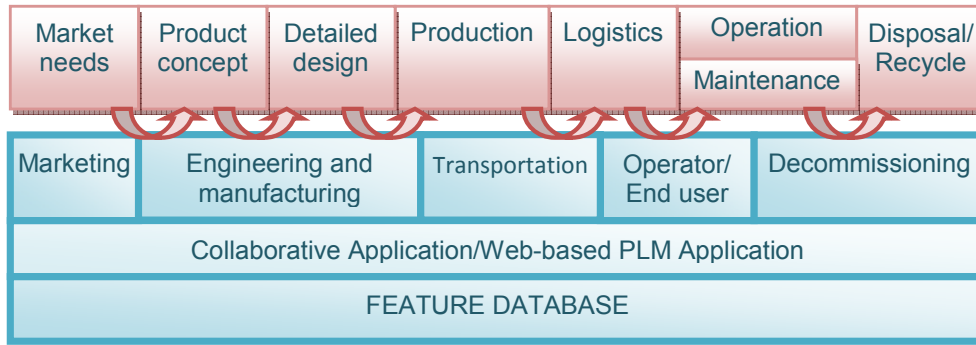 Market
needs
Product
concept
Detailed
design
Production
Logistics
Operation
Maintenance
Disposal/
Recycle
Marketing
Engineering and
manufacturing
Transportation
Operator/
End user
Decommissioning
Collaborative Application/Web-based PLM Application
FEATURE DATABASE